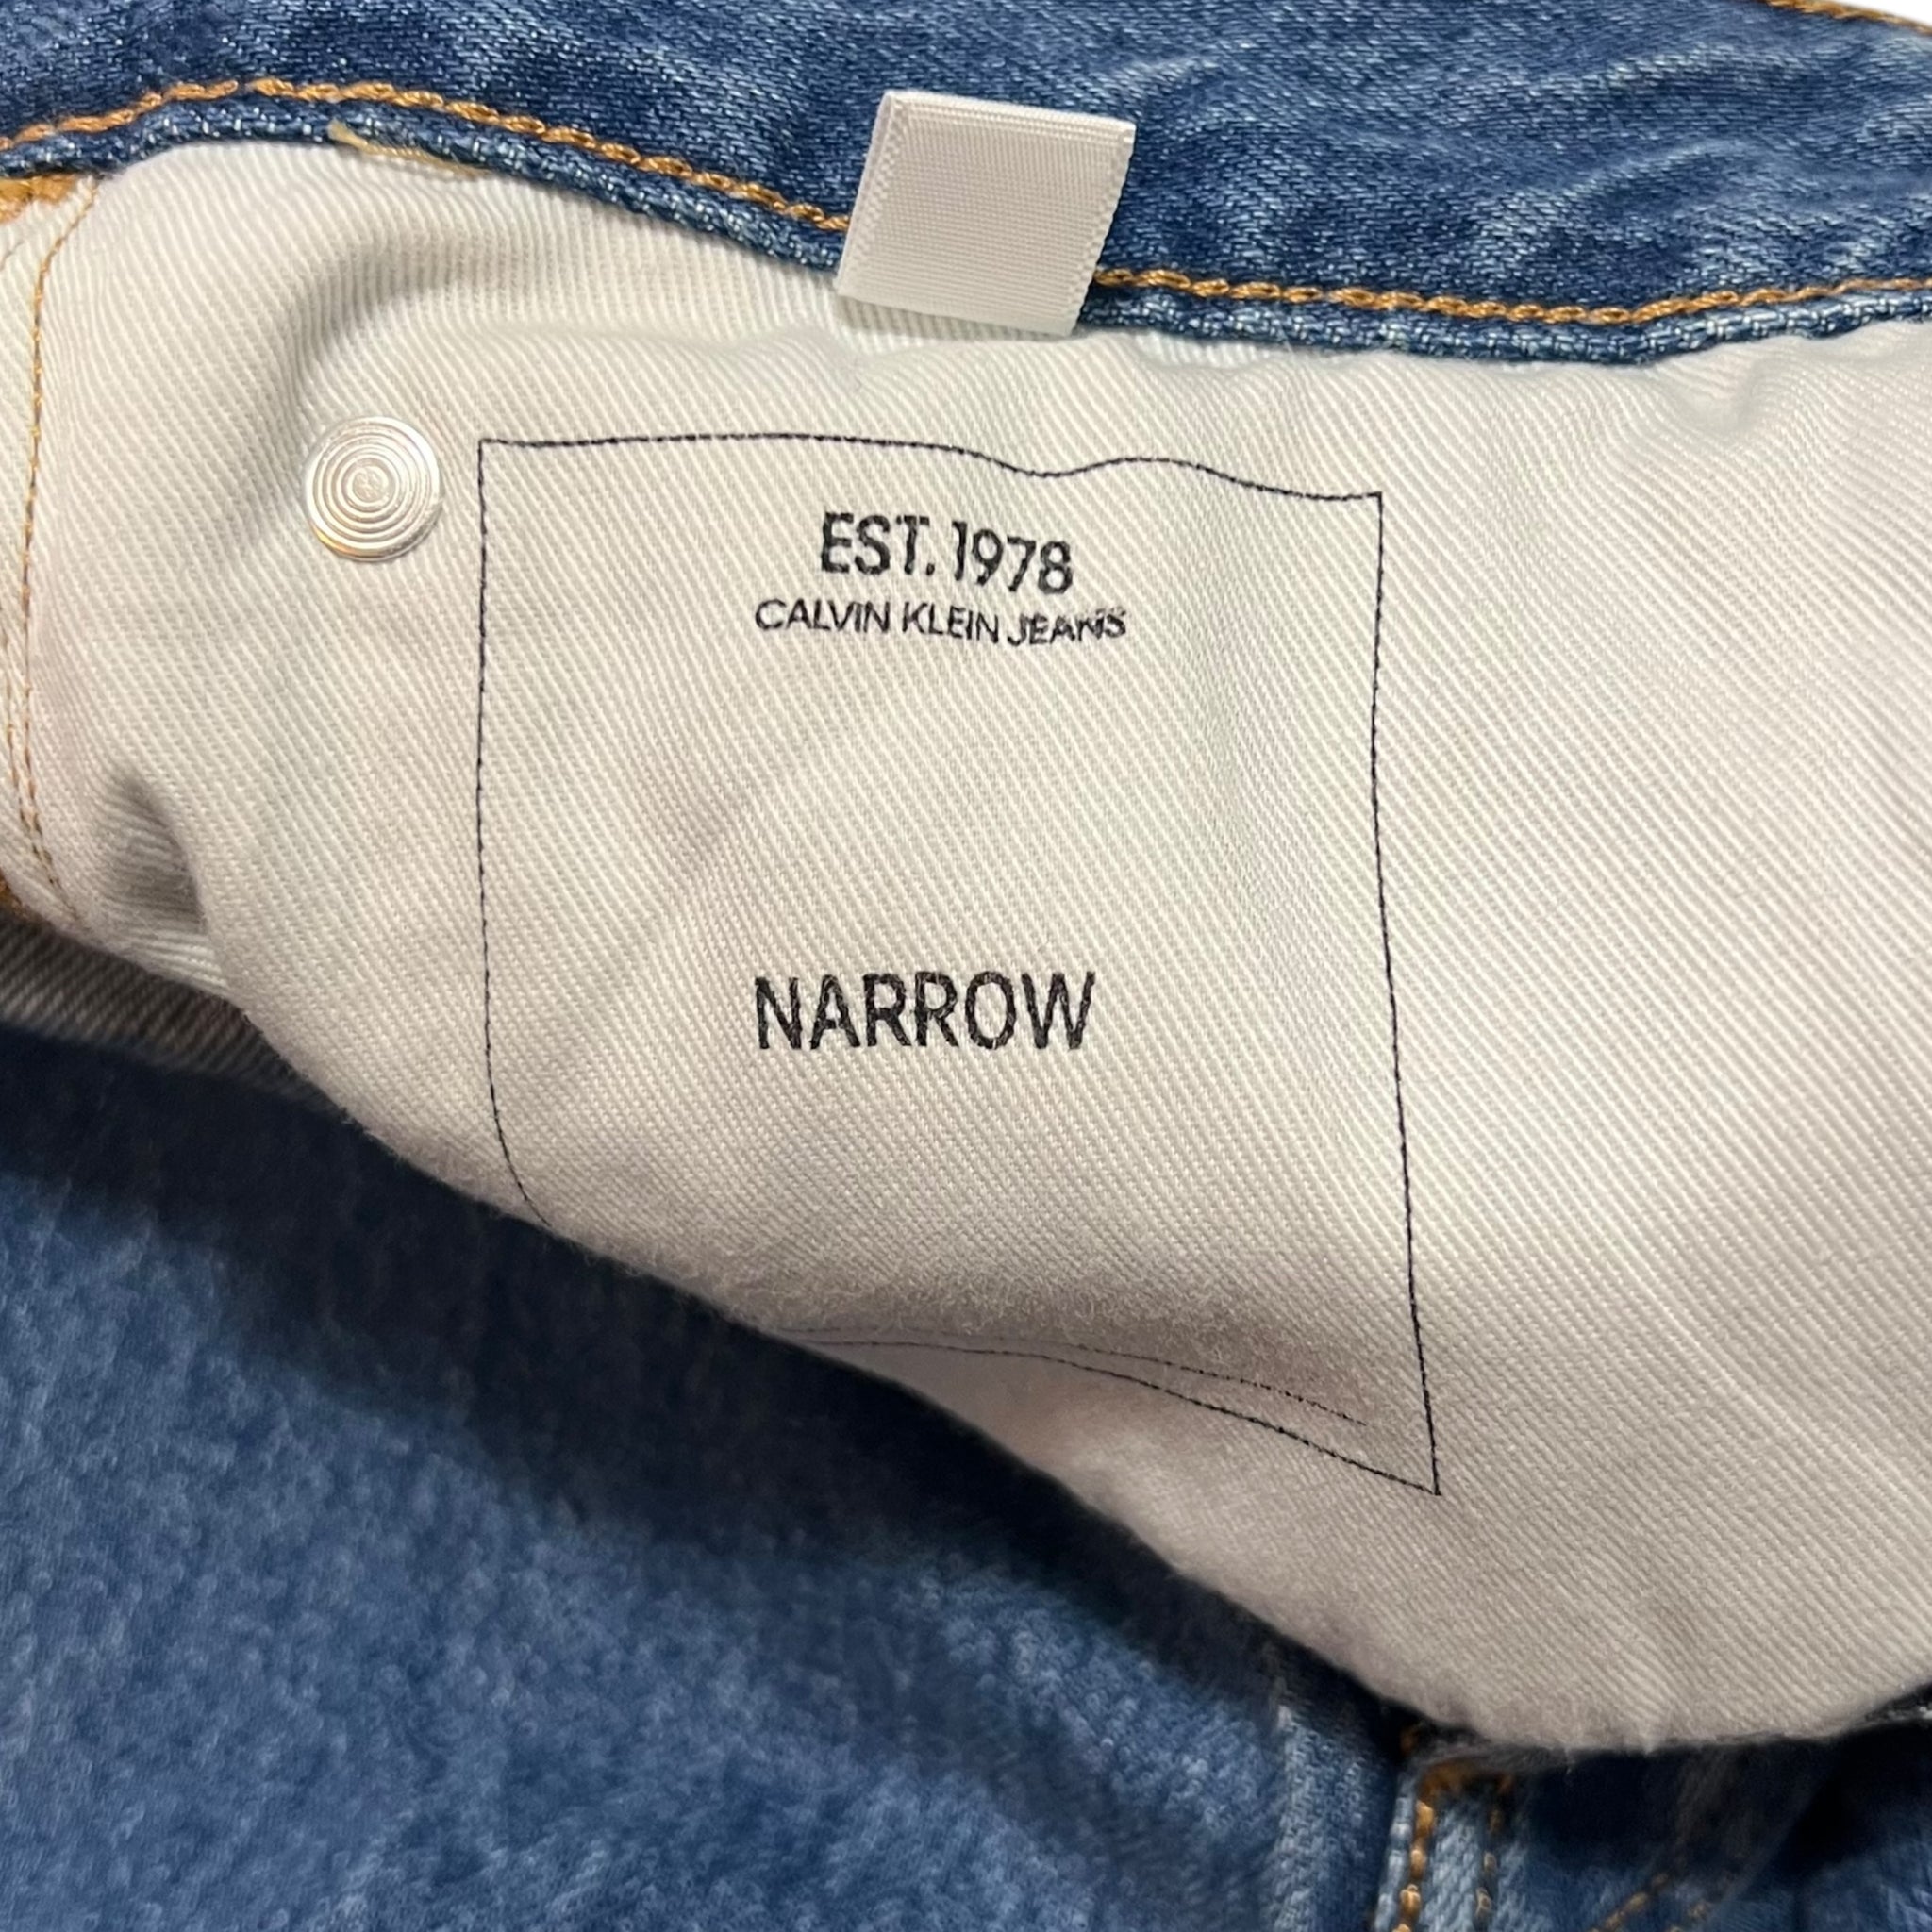 EST. 1978
CALVIN KLEIN JEANS
NARROW